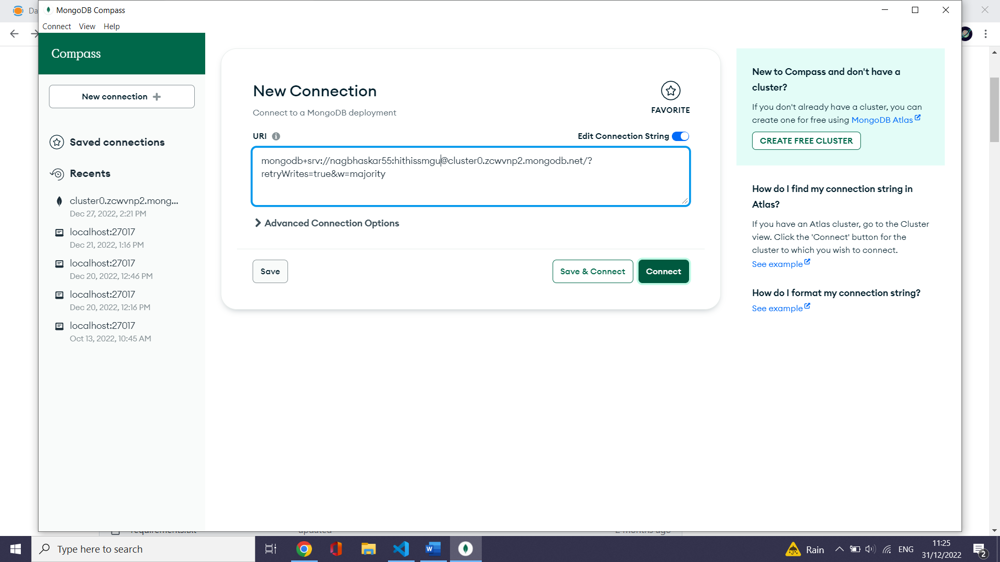 Da
MongoDB Compass
Connect View Help
Compass
New connection
Saved connections
Recents
cluster0.zcwvnp2.mong...
Dec 27, 2022, 2:21 PM
localhost:27017
Dec 21, 2022, 1:16 PM
localhost:27017
Dec 20, 2022, 12:46 PM
localhost:27017
Dec 20, 2022, 12:16 PM
localhost:27017
Oct 13, 2022, 10:45 AM
New Connection
FAVORITE
Connect to a MongoDB deployment
URI
Edit Connection String
mongodb+srv://nagbhaskar55:hithissmgu@cluster0.zcwvnp2.mongodb.net/?
retryWrites=true&w=majority
Advanced Connection Options
Save
Save & Connect
Connect
New to Compass and don't have a
cluster?
If you don't already have a cluster, you can
create one for free using MongoDB Atlas
CREATE FREE CLUSTER
How do I find my connection string in
Atlas?
If you have an Atlas cluster, go to the Cluster
view. Click the 'Connect' button for the
cluster to which you wish to connect.
See example
How do I format my connection string?
See example
requirements.txt updated 2 months ago
Type here to search
Rain
ENG
11:25
31/12/2022
2